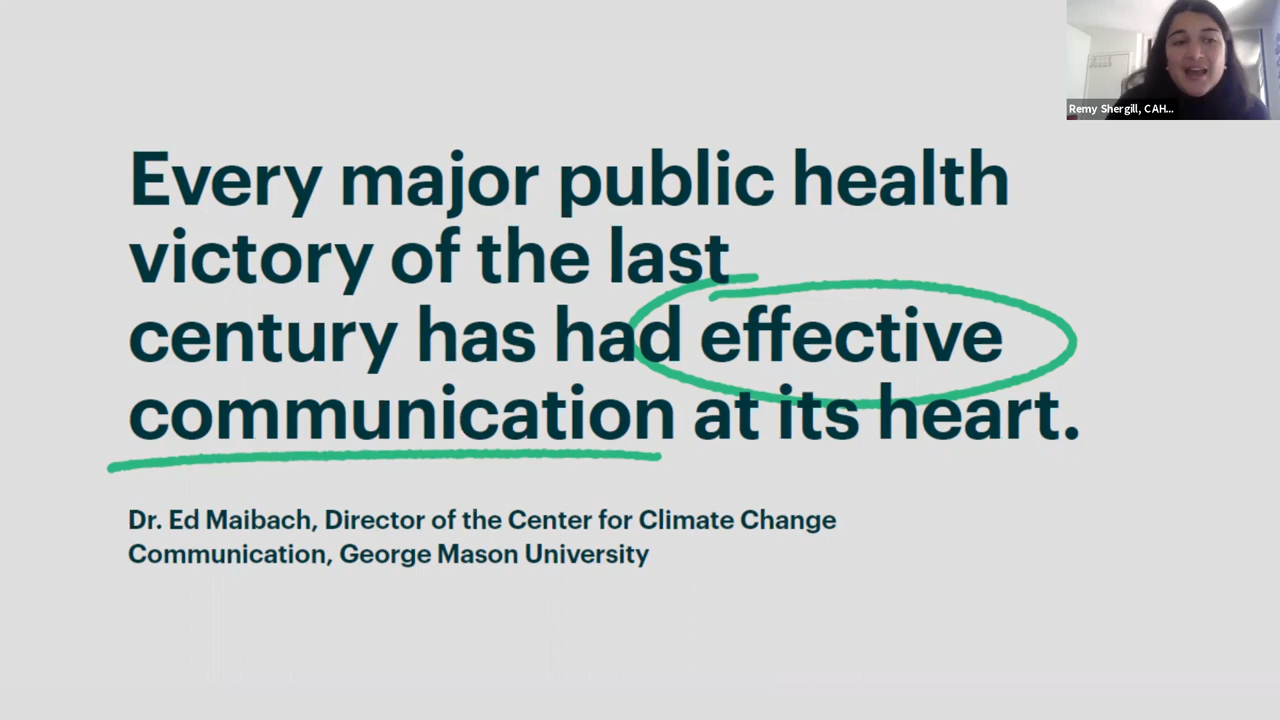 Remy Shergill, CAH...
Every major public health
victory of the last
century has had effective
communication at its heart.
Dr. Ed Maibach, Director of the Center for Climate Change
Communication, George Mason University